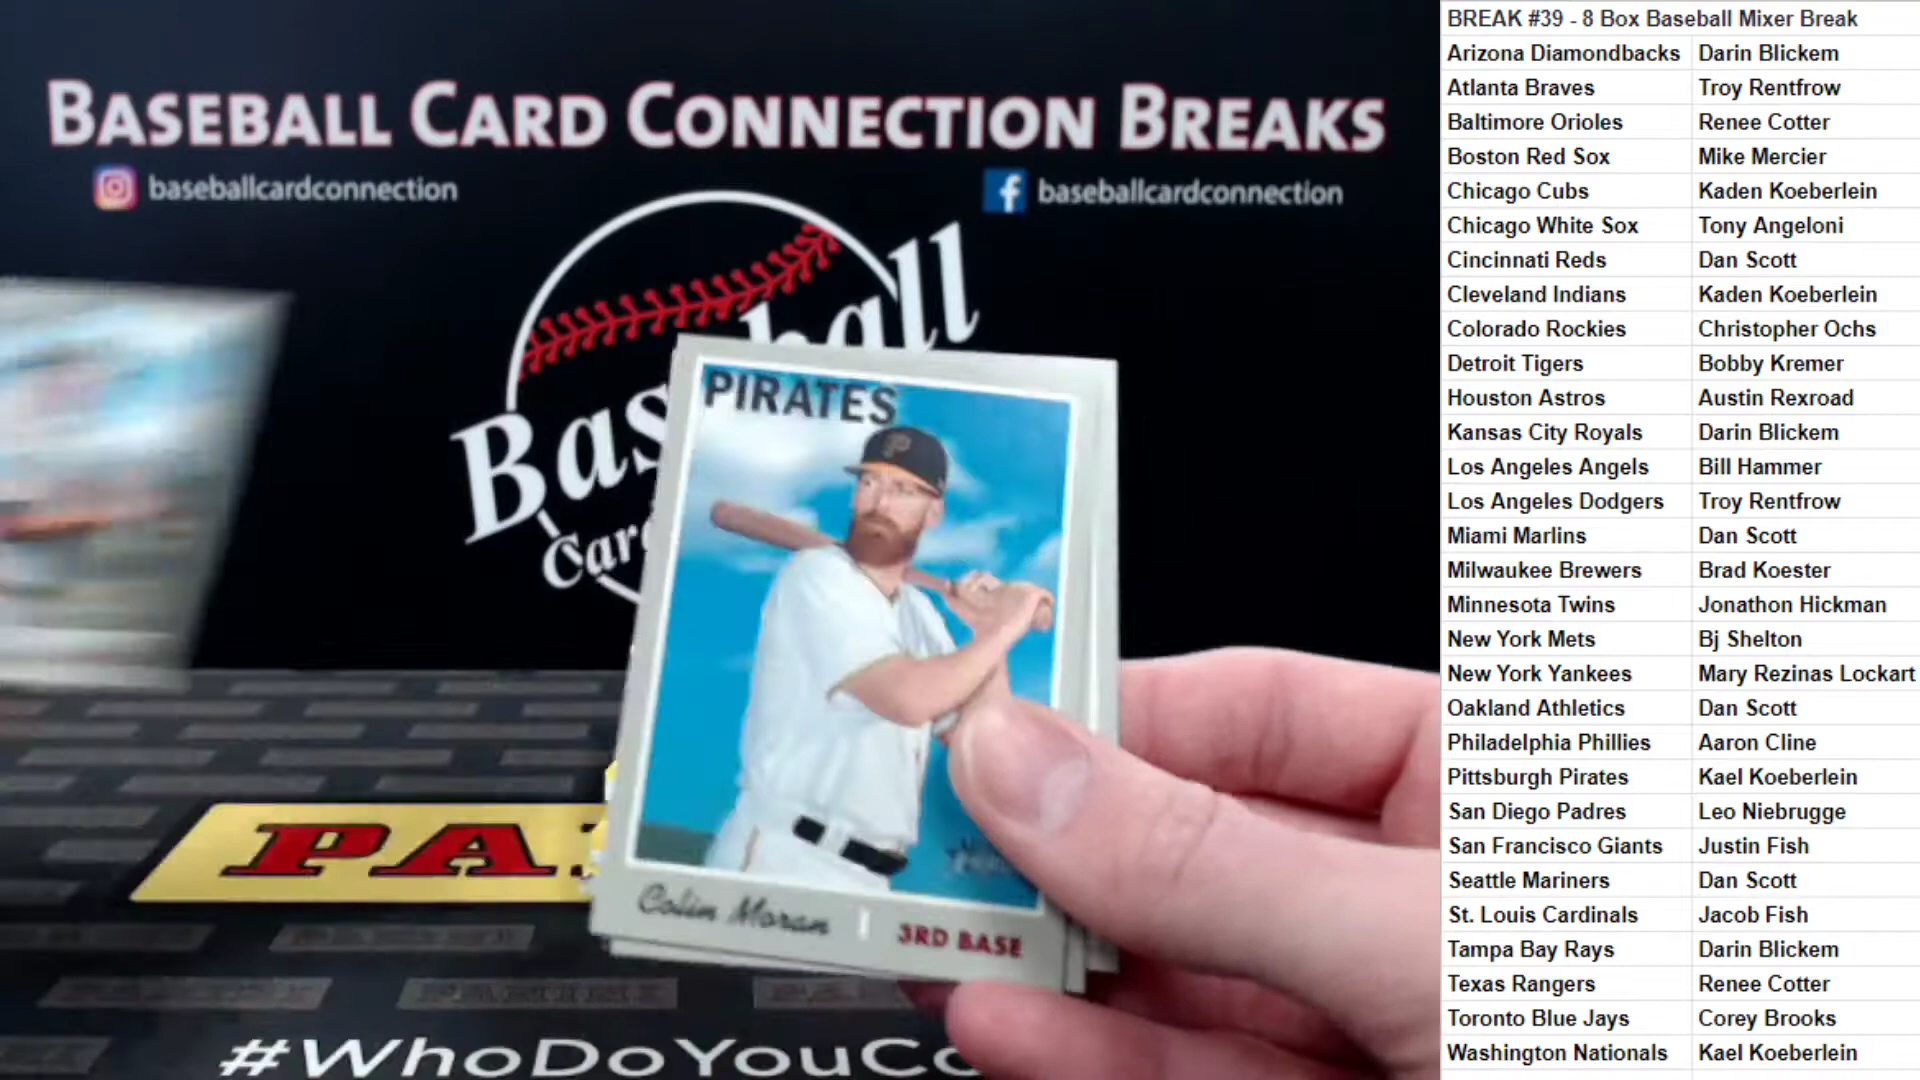 BASEBALL CARD CONNECTION BREAKS
baseballcardconnection
baseballcardconnection
PIRATES
Colin Moran
3RD BASE
#WhoDoYouCo
BREAK #39 - 8 Box Baseball Mixer Break
Arizona Diamondbacks Darin Blickem
Atlanta Braves Troy Rentfrow
Baltimore Orioles Renee Cotter
Boston Red Sox Mike Mercier
Chicago Cubs Kaden Koeberlein
Chicago White Sox Tony Angeloni
Cincinnati Reds Dan Scott
Cleveland Indians Kaden Koeberlein
Colorado Rockies Christopher Ochs
Detroit Tigers Bobby Kremer
Houston Astros Austin Rexroad
Kansas City Royals Darin Blickem
Los Angeles Angels Bill Hammer
Los Angeles Dodgers Troy Rentfrow
Miami Marlins Dan Scott
Milwaukee Brewers Brad Koester
Minnesota Twins Jonathon Hickman
New York Mets Bj Shelton
New York Yankees Mary Rezinas Lockart
Oakland Athletics Dan Scott
Philadelphia Phillies Aaron Cline
Pittsburgh Pirates Kael Koeberlein
San Diego Padres Leo Niebrugge
San Francisco Giants Justin Fish
Seattle Mariners Dan Scott
St. Louis Cardinals Jacob Fish
Tampa Bay Rays Darin Blickem
Texas Rangers Renee Cotter
Toronto Blue Jays Corey Brooks
Washington Nationals Kael Koeberlein